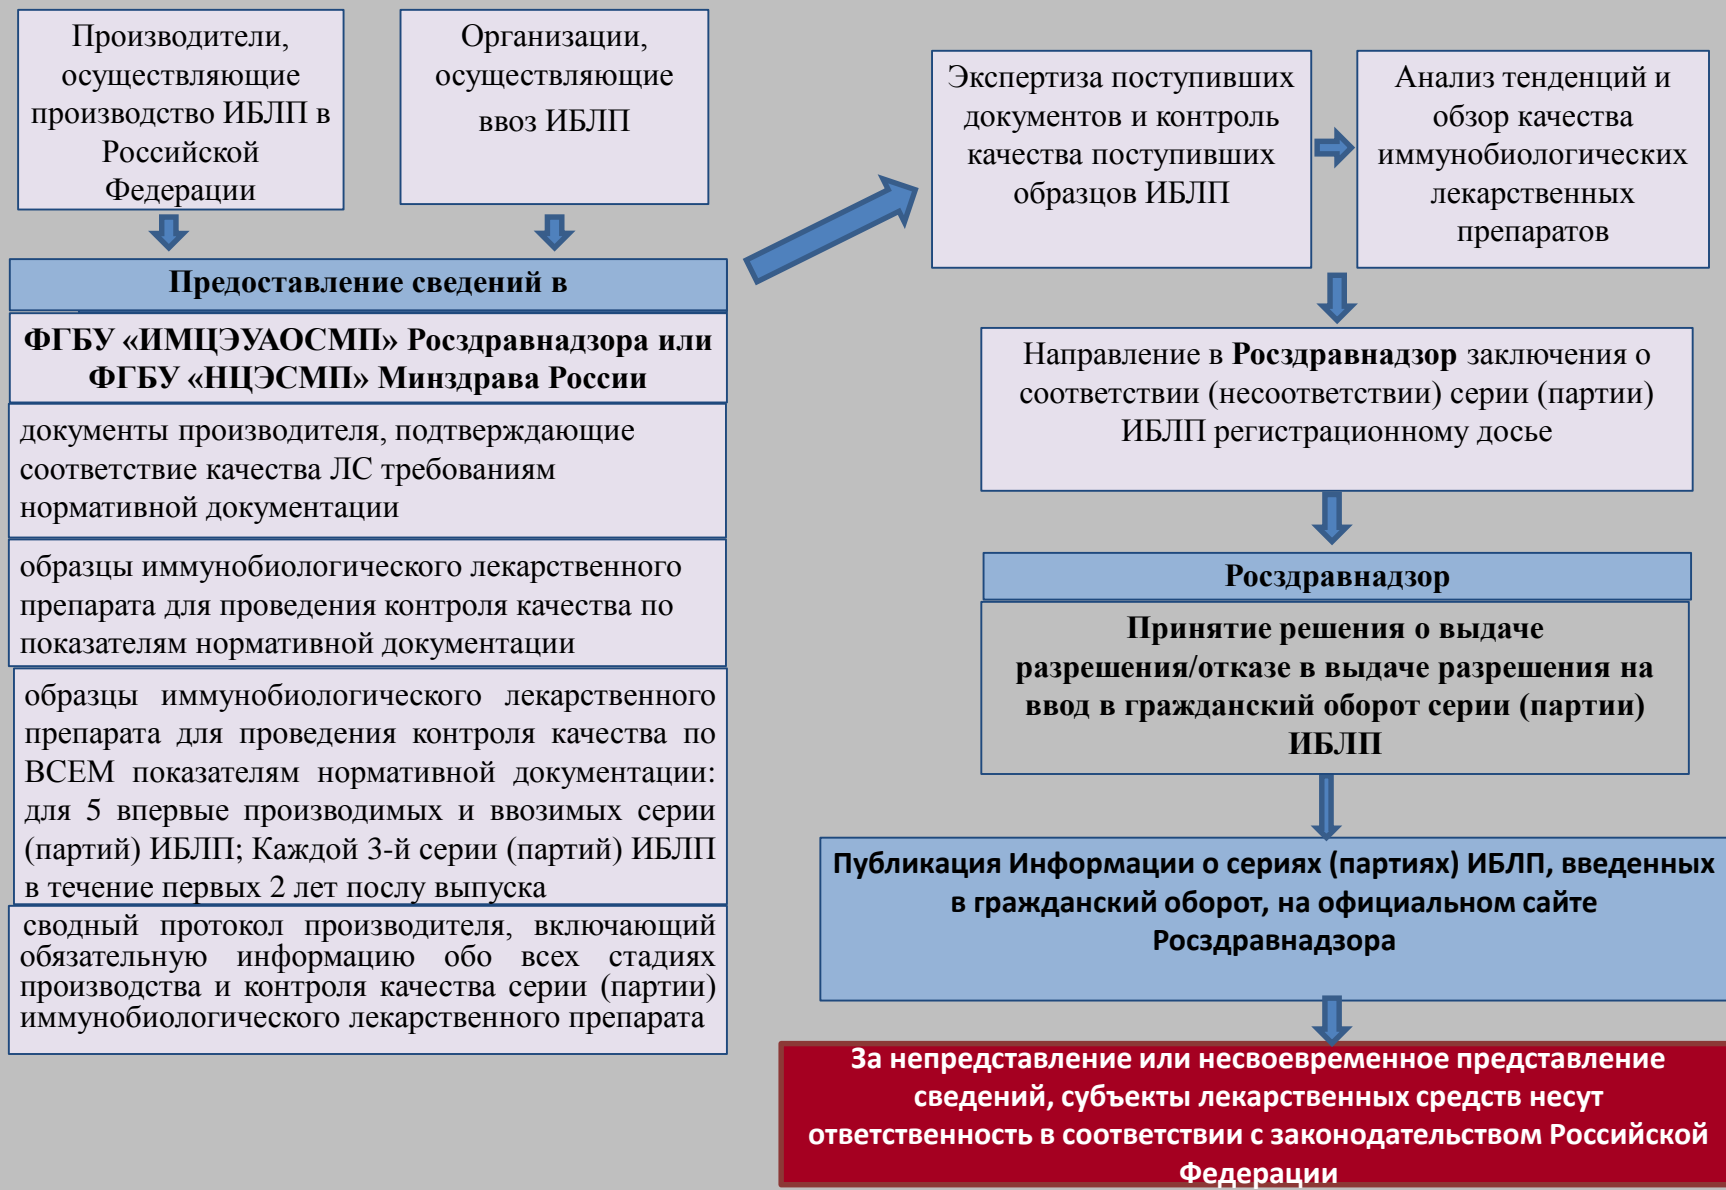 Производители,
осуществляющие
производство ИБЛП в
Российской
Федерации
Организации,
осуществляющие
ввоз ИБЛП
Предоставление сведений в
ФГБУ «ИМЦЭУАОСМП» Росздравнадзора или
ФГБУ «НЦЭСМП» Минздрава России
документы производителя, подтверждающие
соответствие качества ЛС требованиям
нормативной документации
образцы иммунобиологического лекарственного
препарата для проведения контроля качества по
показателям нормативной документации
образцы иммунобиологического лекарственного
препарата для проведения контроля качества по
ВСЕМ показателям нормативной документации:
для 5 впервые производимых и ввозимых серии
(партий) ИБЛП; Каждой 3-й серии (партий) ИБЛП
в течение первых 2 лет послу выпуска
сводный протокол производителя, включающий
обязательную информацию обо всех стадиях
производства и контроля качества серии (партии)
иммунобиологического лекарственного препарата
Экспертиза поступивших
документов и контроль
качества поступивших
образцов ИБЛП
Анализ тенденций и
обзор качества
иммунобиологических
лекарственных
препаратов
Направление в Росздравнадзор заключения о
соответствии (несоответствии) серии (партии)
ИБЛП регистрационному досье
Росздравнадзор
Принятие решения о выдаче
разрешения/отказе в выдаче разрешения на
ввод в гражданский оборот серии (партии)
ИБЛП
Публикация Информации о сериях (партиях) ИБЛП, введенных
в гражданский оборот, на официальном сайте
Росздравнадзора
За непредставление или несвоевременное представление
сведений, субъекты лекарственных средств несут
ответственность в соответствии с законодательством Российской
Федерации